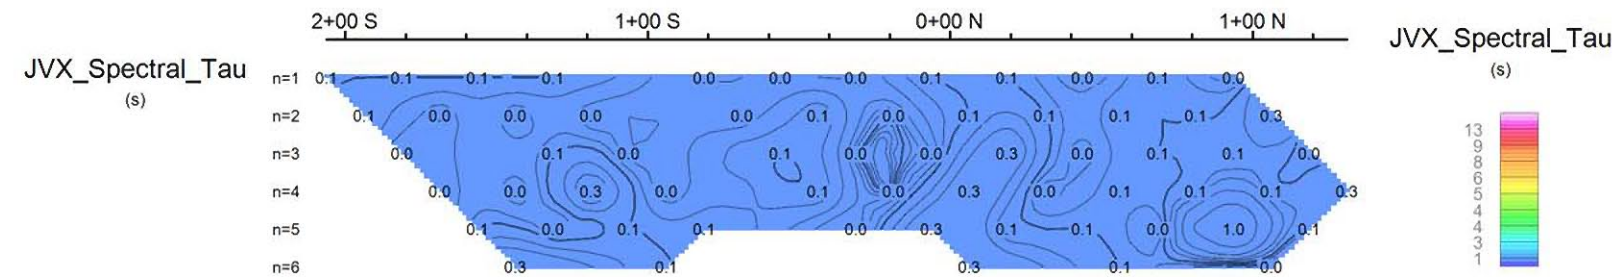 2+00 S 1+00 S 0+00 N 1+00 N
JVX_Spectral_Tau
(s)
n=1 0.1 0.1 0.1 0.1 0.0 0.0 0.0 0.1 0.1 0.0 0.1 0.0
n=2 0.1 0.0 0.0 0.0 0.0 0.1 0.0 0.1 0.1 0.1 0.1 0.3
n=3 0.0 0.1 0.0 0.1 0.0 0.0 0.3 0.0 0.1 0.1 0.0
n=4 0.0 0.0 0.3 0.0 0.1 0.0 0.3 0.0 0.1 0.1 0.1 0.3
n=5 0.1 0.0 0.1 0.1 0.0 0.3 0.1 0.1 0.0 1.0 0.1
n=6 0.3 0.1 0.3 0.1 0.0
JVX_Spectral_Tau
(s)
13
9
8
6
5
4
4
3
1